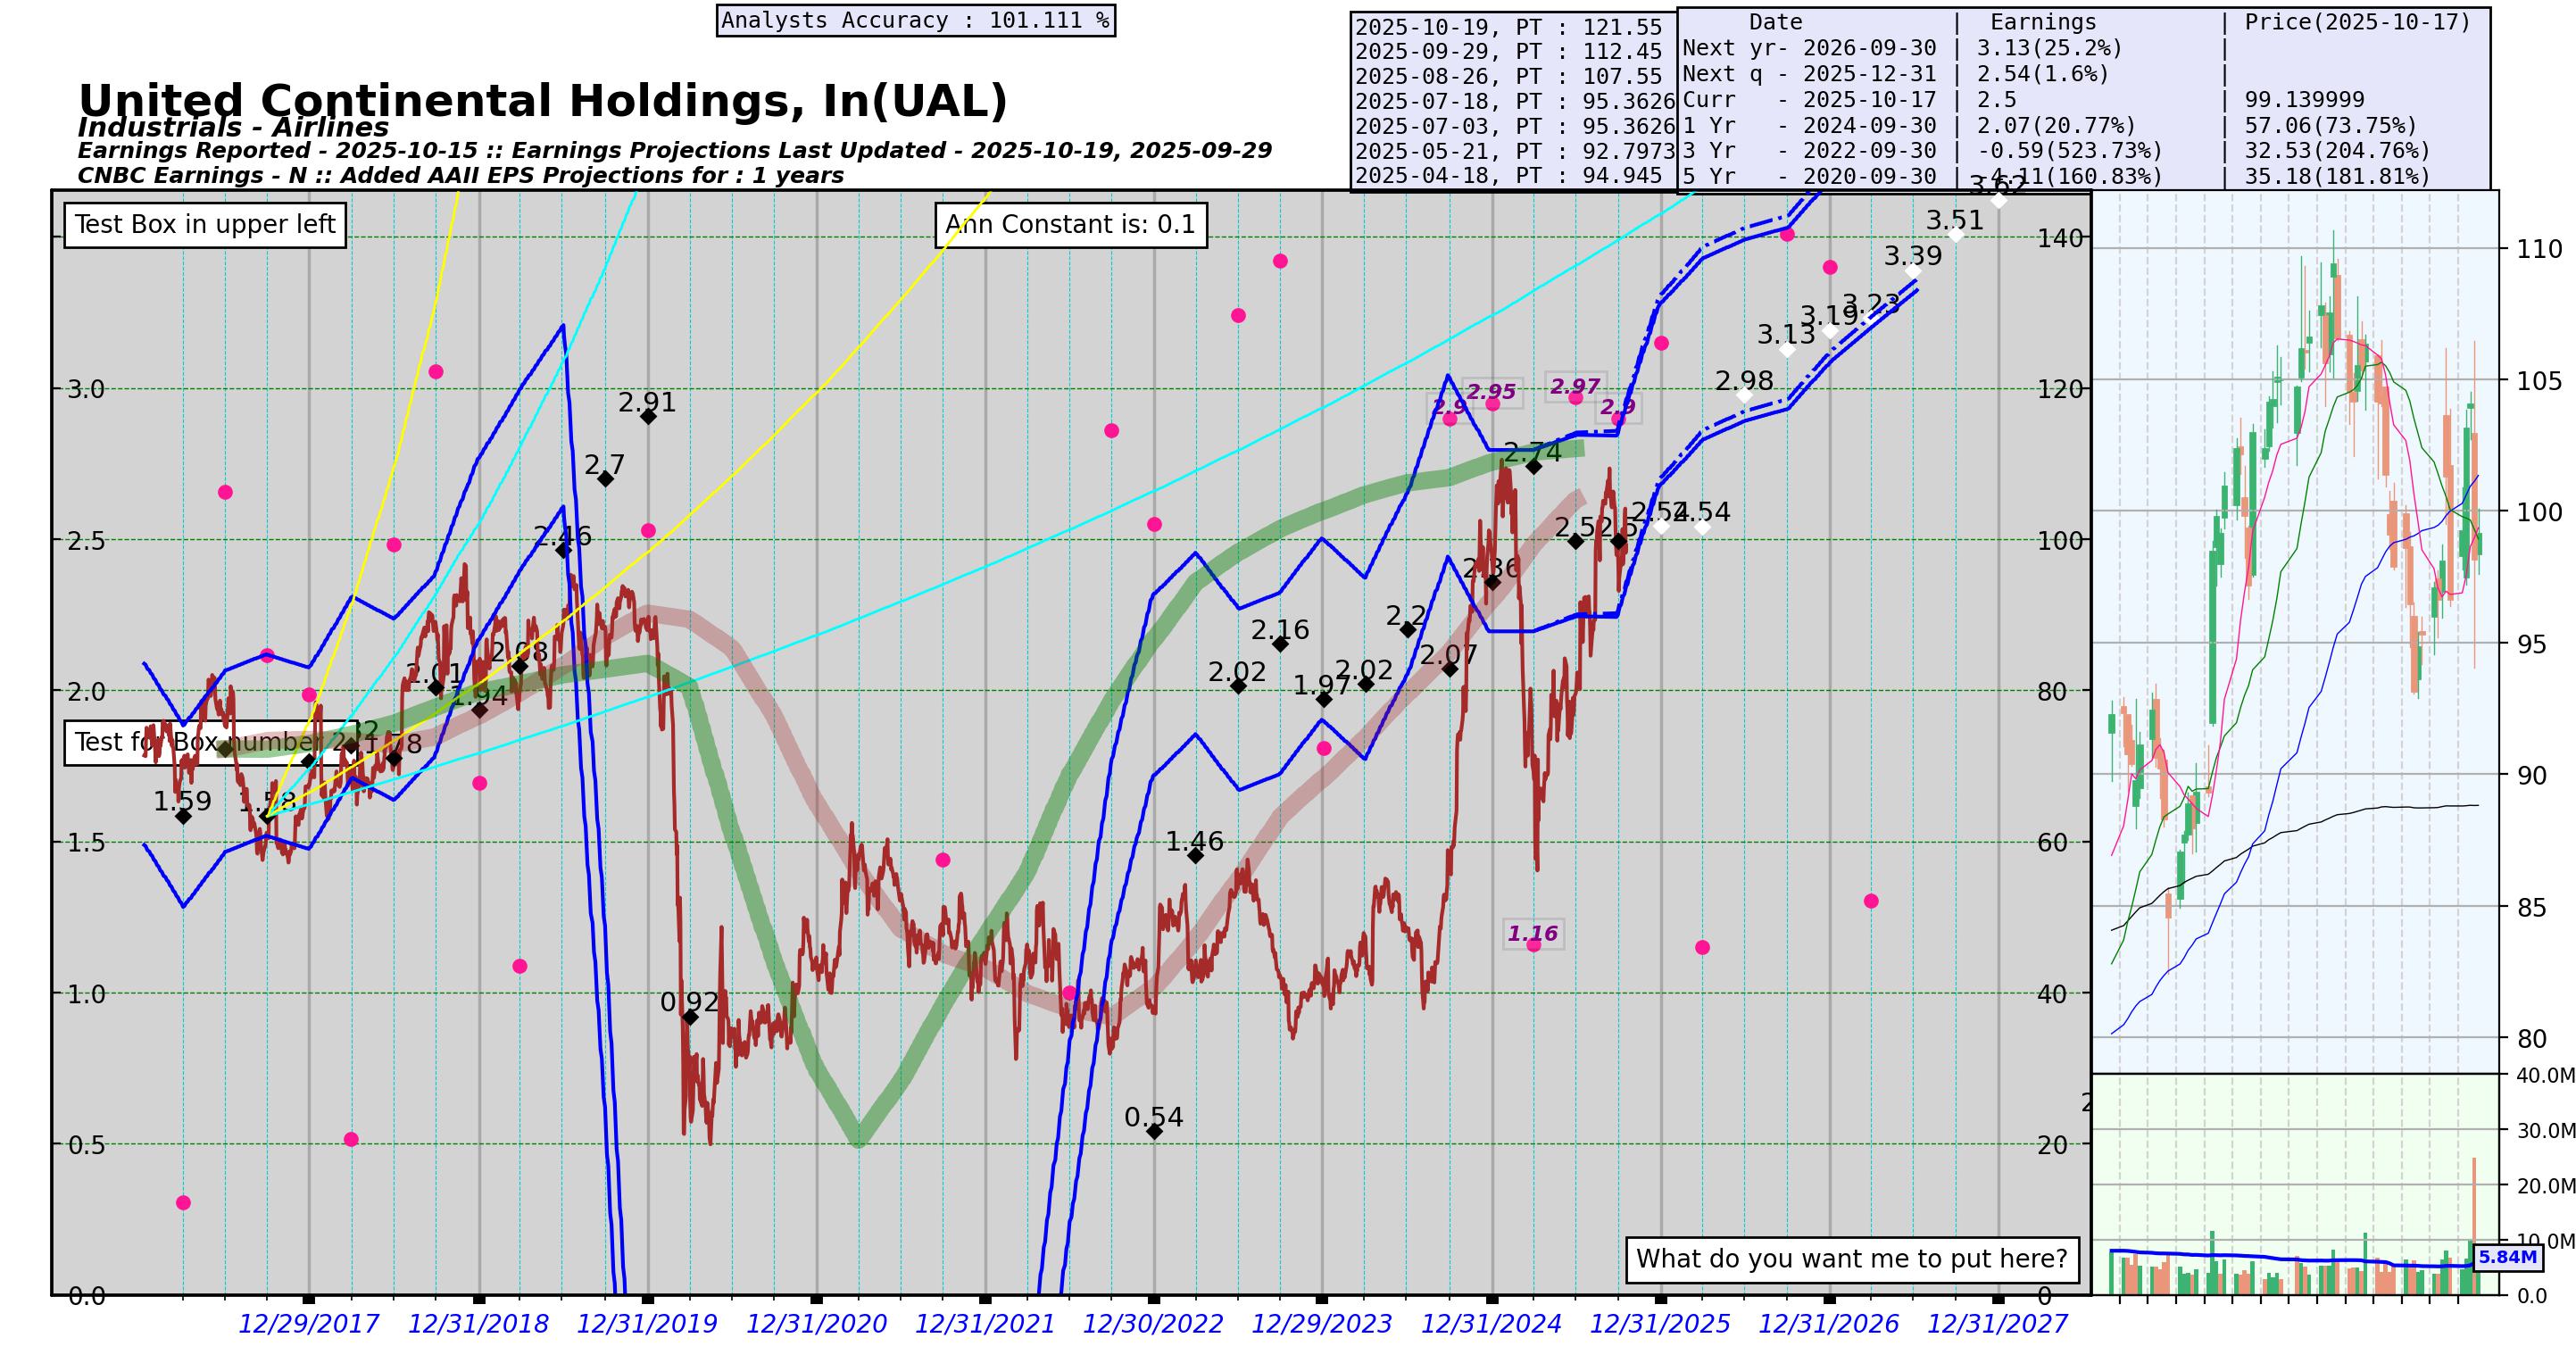 Analysts Accuracy : 101.111 %
2025-10-19, PT : 121.55
2025-09-29, PT : 112.45
2025-08-26, PT : 107.55
2025-07-18, PT : 95.3626
2025-07-03, PT : 95.3626
2025-05-21, PT : 92.7973
2025-04-18, PT : 94.945
Date | Earnings | Price(2025-10-17)
Next yr- 2026-09-30 | 3.13(25.2%) |
Next q - 2025-12-31 | 2.54(1.6%) |
Curr - 2025-10-17 | 2.5 | 99.139999
1 Yr - 2024-09-30 | 2.07(20.77%) | 57.06(73.75%)
3 Yr - 2022-09-30 | -0.59(523.73%) | 32.53(204.76%)
5 Yr - 2020-09-30 | -4.11(160.83%) | 35.18(181.81%)
United Continental Holdings, In(UAL)
Industrials - Airlines
Earnings Reported - 2025-10-15 :: Earnings Projections Last Updated - 2025-10-19, 2025-09-29
CNBC Earnings - N :: Added AAII EPS Projections for : 1 years
Test Box in upper left
Ann Constant is: 0.1
3.62
3.51
3.39
3.23
3.19
3.13
2.98
2.54
2.54
2.5
2.5
2.74
2.36
2.07
2.2
2.02
1.97
2.16
2.02
1.46
0.54
0.92
2.91
2.7
2.46
2.08
1.94
2.01
1.78
1.58
1.59
2.9
2.95
2.97
2.9
1.16
Test for Box number 2
What do you want me to put here?
3.0
2.5
2.0
1.5
1.0
0.5
0.0
140
120
100
80
60
40
20
0
110
105
100
95
90
85
80
40.0M
30.0M
20.0M
10.0M
0.0
5.84M
12/29/2017 12/31/2018 12/31/2019 12/31/2020 12/31/2021 12/30/2022 12/29/2023 12/31/2024 12/31/2025 12/31/2026 12/31/2027